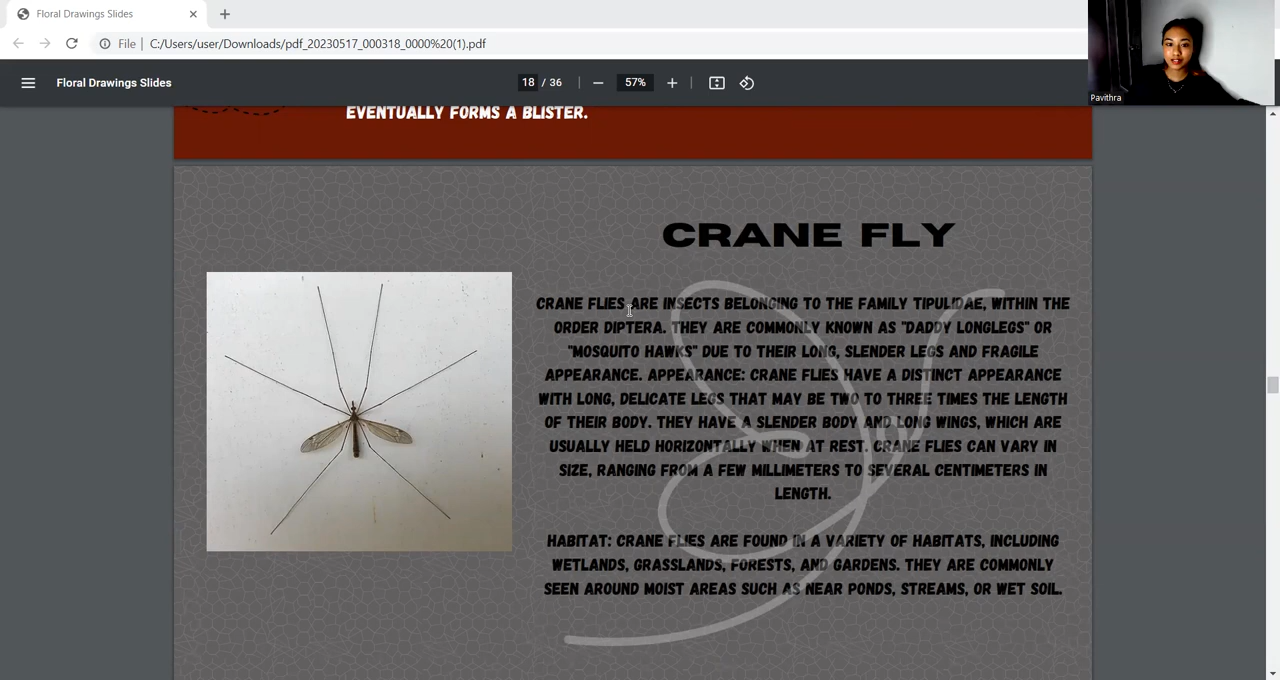 Floral Drawings Slides
File
C:/Users/user/Downloads/pdf_20230517_000318_0000%20(1).pdf
Floral Drawings Slides
18 / 36
57%
Pavithra
EVENTUALLY FORMS A BLISTER.
CRANE FLY
CRANE FLIES ARE INSECTS BELONGING TO THE FAMILY TIPULIDAE, WITHIN THE
ORDER DIPTERA. THEY ARE COMMONLY KNOWN AS "DADDY LONGLEGS" OR
"MOSQUITO HAWKS" DUE TO THEIR LONG, SLENDER LEGS AND FRAGILE
APPEARANCE. APPEARANCE: CRANE FLIES HAVE A DISTINCT APPEARANCE
WITH LONG, DELICATE LEGS THAT MAY BE TWO TO THREE TIMES THE LENGTH
OF THEIR BODY. THEY HAVE A SLENDER BODY AND LONG WINGS, WHICH ARE
USUALLY HELD HORIZONTALLY WHEN AT REST. CRANE FLIES CAN VARY IN
SIZE, RANGING FROM A FEW MILLIMETERS TO SEVERAL CENTIMETERS IN
LENGTH.
HABITAT: CRANE FLIES ARE FOUND IN A VARIETY OF HABITATS, INCLUDING
WETLANDS, GRASSLANDS, FORESTS, AND GARDENS. THEY ARE COMMONLY
SEEN AROUND MOIST AREAS SUCH AS NEAR PONDS, STREAMS, OR WET SOIL.